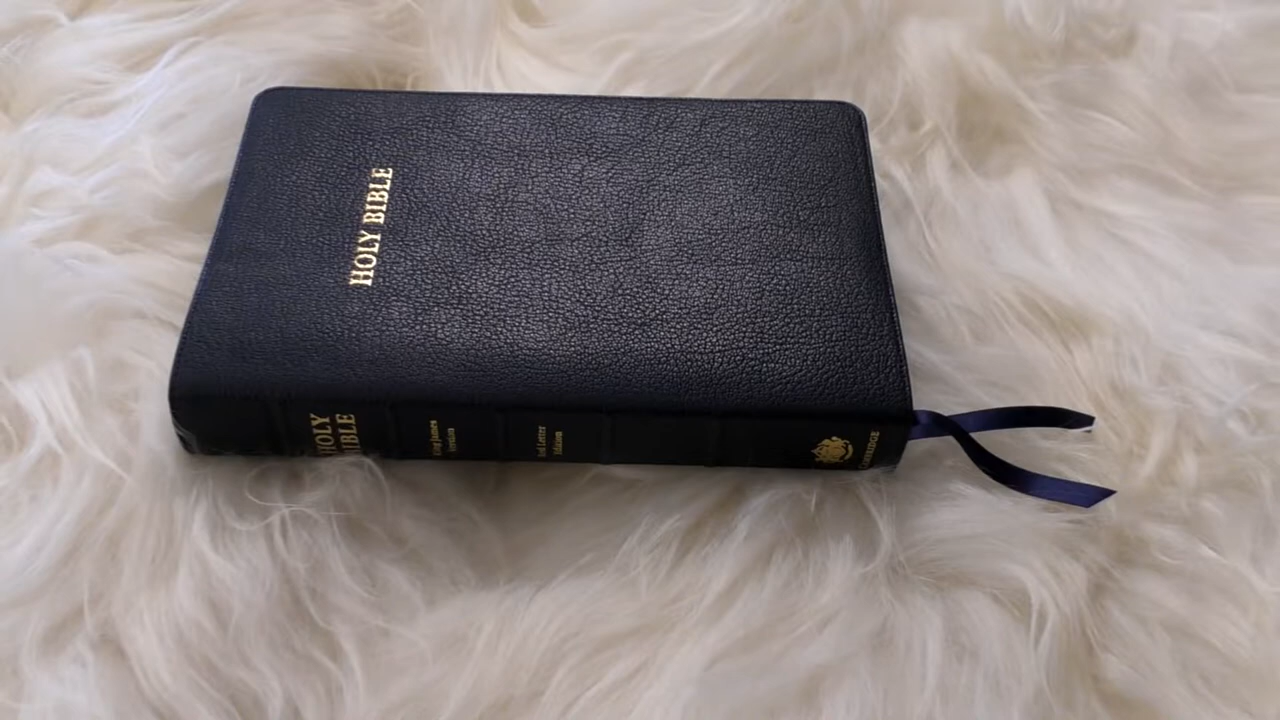 HOLY BIBLE
HOLY
BIBLE
King James
Version
Red Letter
Edition
CAMBRIDGE